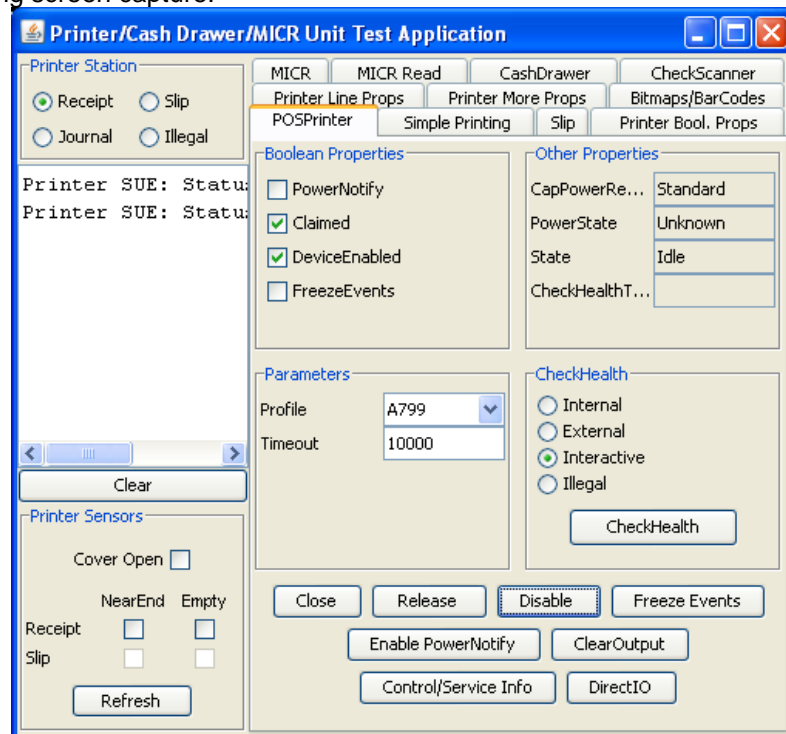 screen capture.
Printer/Cash Drawer/MICR Unit Test Application
Printer Station
Receipt Slip
Journal Illegal
Printer SUE: Statu
Printer SUE: Statu
Clear
Printer Sensors
Cover Open
NearEnd Empty
Receipt
Slip
Refresh
MICR MICR Read CashDrawer CheckScanner
Printer Line Props Printer More Props Bitmaps/BarCodes
POSPrinter Simple Printing Slip Printer Bool. Props
Boolean Properties
PowerNotify
Claimed
DeviceEnabled
FreezeEvents
Other Properties
CapPowerRe... Standard
PowerState Unknown
State Idle
CheckHealthT...
Parameters
Profile A799
Timeout 10000
CheckHealth
Internal
External
Interactive
Illegal
CheckHealth
Close Release Disable Freeze Events
Enable PowerNotify ClearOutput
Control/Service Info DirectIO